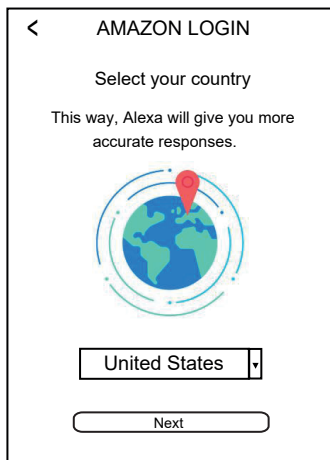 < AMAZON LOGIN
Select your country
This way, Alexa will give you more
accurate responses.
United States
Next